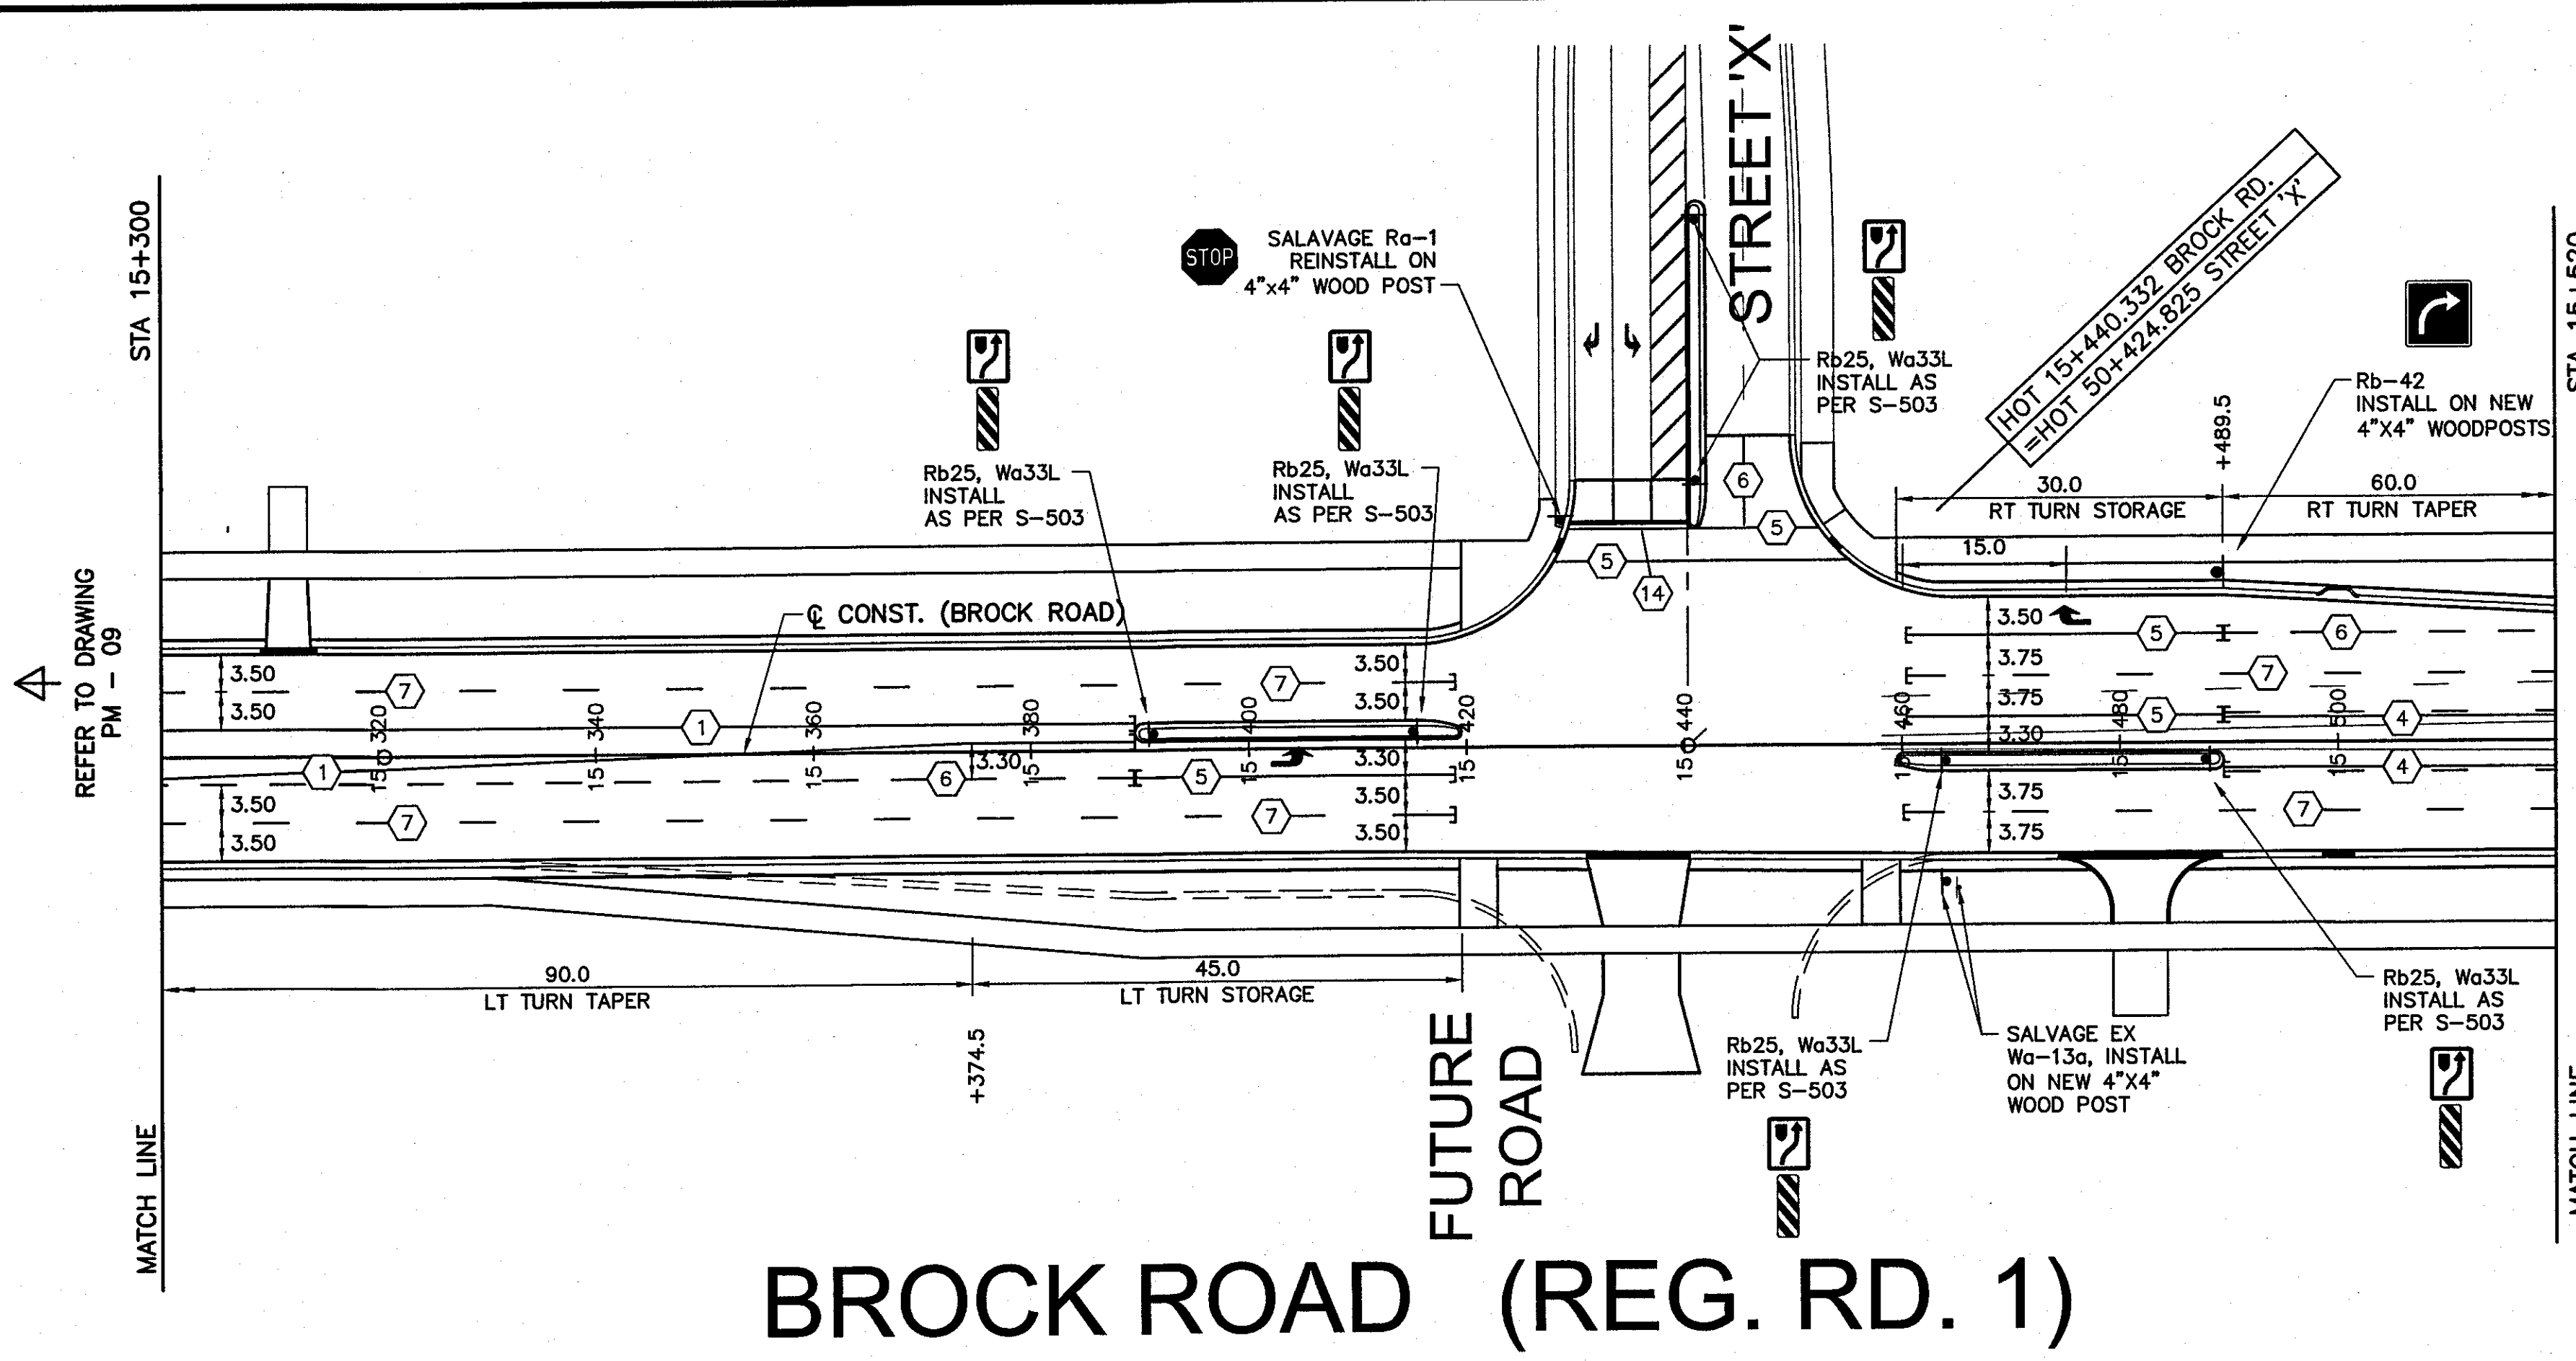 STREET 'X'
STA 15+300
STOP
SALAVAGE Ra-1
REINSTALL ON
4"x4" WOOD POST
HOT 15+440.332 BROCK RD.
=HOT 50+424.825 STREET 'X'
STA 15+520
Rb25, Wa33L
INSTALL AS
PER S-503
Rb-42
INSTALL ON NEW
4"X4" WOODPOSTS
+489.5
Rb25, Wa33L
INSTALL
AS PER S-503
Rb25, Wa33L
INSTALL
AS PER S-503
6
5
5
14
30.0
RT TURN STORAGE
60.0
RT TURN TAPER
15.0
REFER TO DRAWING
PM - 09
℄ CONST. (BROCK ROAD)
3.50
3.50
7
1
1
7
3.50
3.50
15 320
15 340
15 360
15 380
15 400
15 420
15 440
15 460
15 480
15 500
7
3.50
3.50
3.30
6
5
3.30
3.50
3.50
7
3.50
3.75
3.75
3.30
3.75
3.75
5
6
7
5
4
4
7
90.0
LT TURN TAPER
45.0
LT TURN STORAGE
+374.5
FUTURE
ROAD
Rb25, Wa33L
INSTALL AS
PER S-503
SALVAGE EX
Wa-13a, INSTALL
ON NEW 4"X4"
WOOD POST
Rb25, Wa33L
INSTALL AS
PER S-503
MATCH LINE
MATCH LINE
BROCK ROAD (REG. RD. 1)